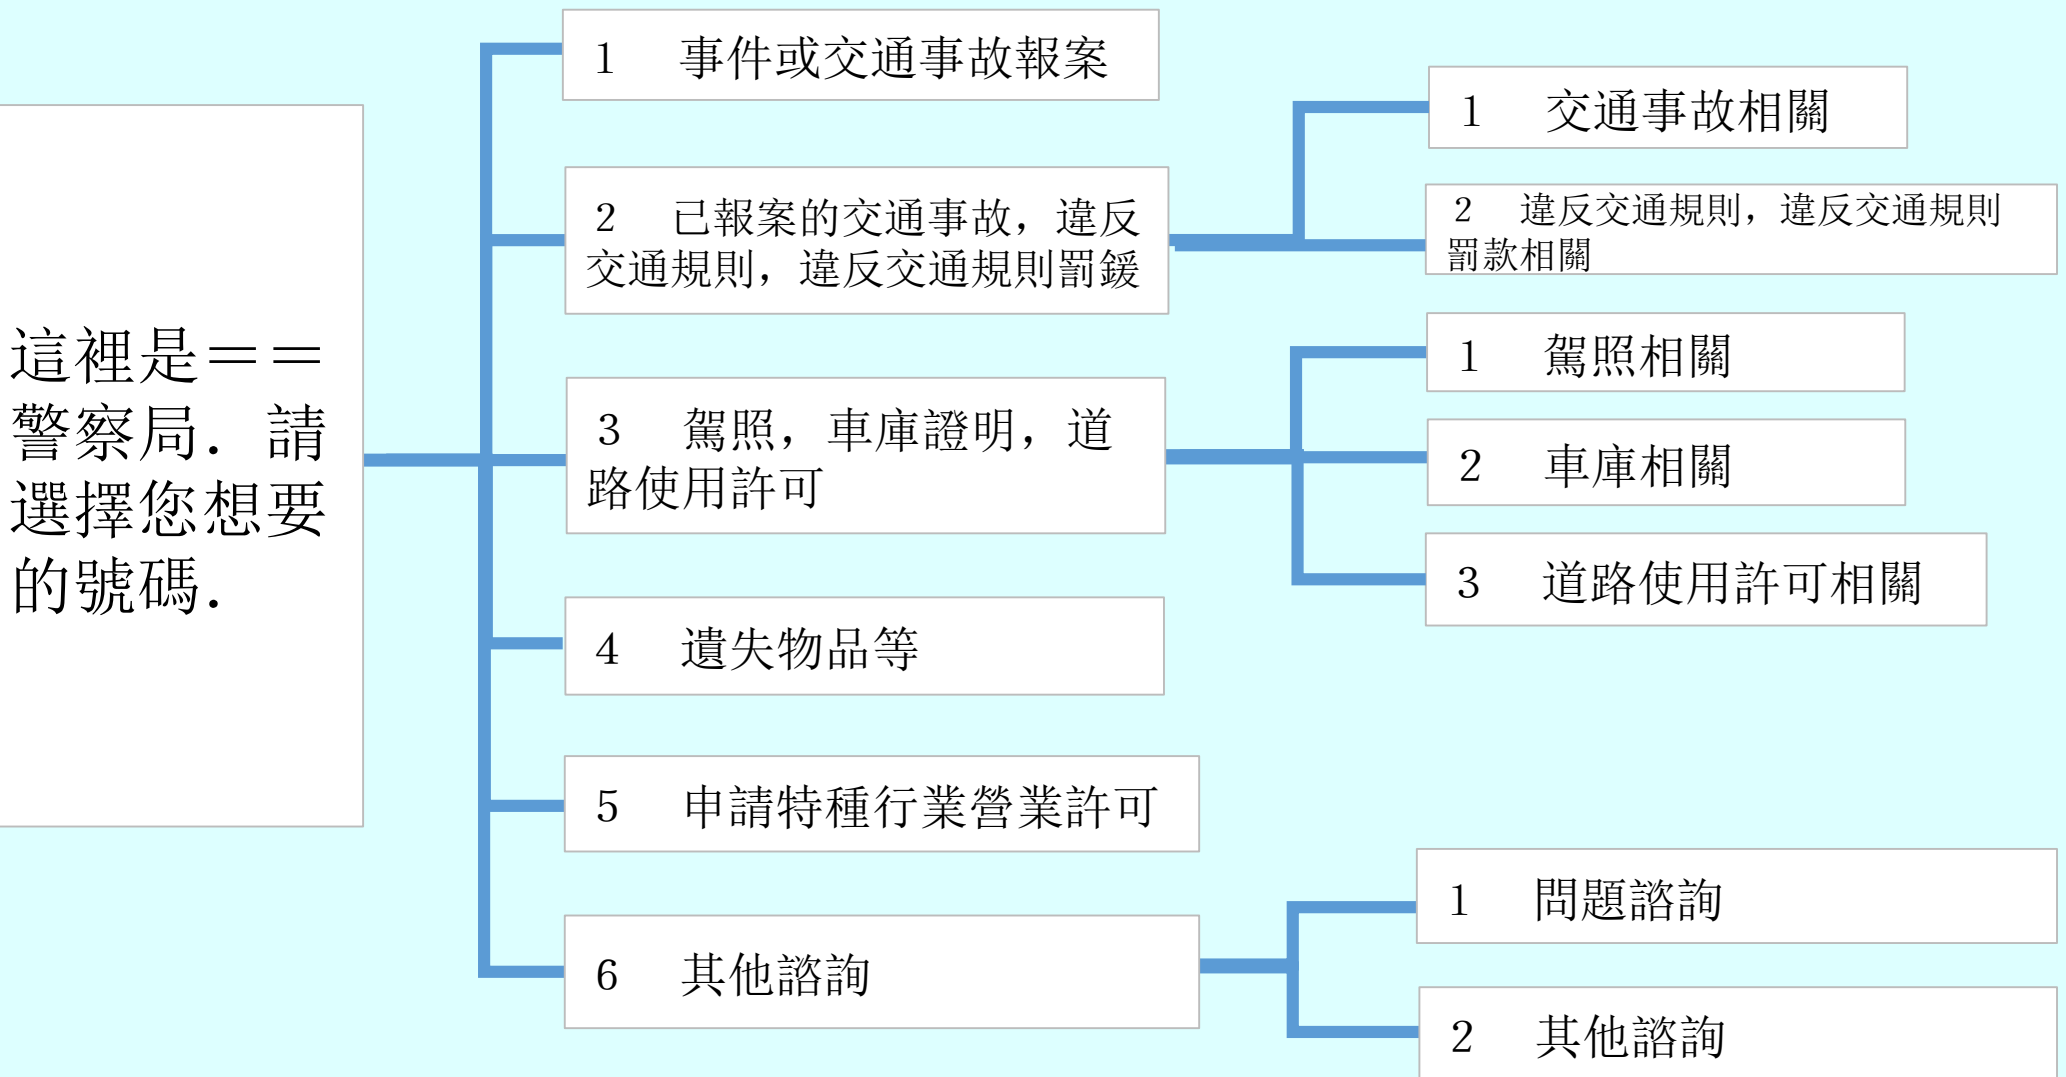 這裡是＝＝
警察局．請
選擇您想要
的號碼．
１　事件或交通事故報案
２　已報案的交通事故，違反
交通規則，違反交通規則罰鍰
１　交通事故相關
２　違反交通規則，違反交通規則
罰款相關
３　駕照，車庫證明，道
路使用許可
１　駕照相關
２　車庫相關
３　道路使用許可相關
４　遺失物品等
５　申請特種行業營業許可
６　其他諮詢
１　問題諮詢
２　其他諮詢